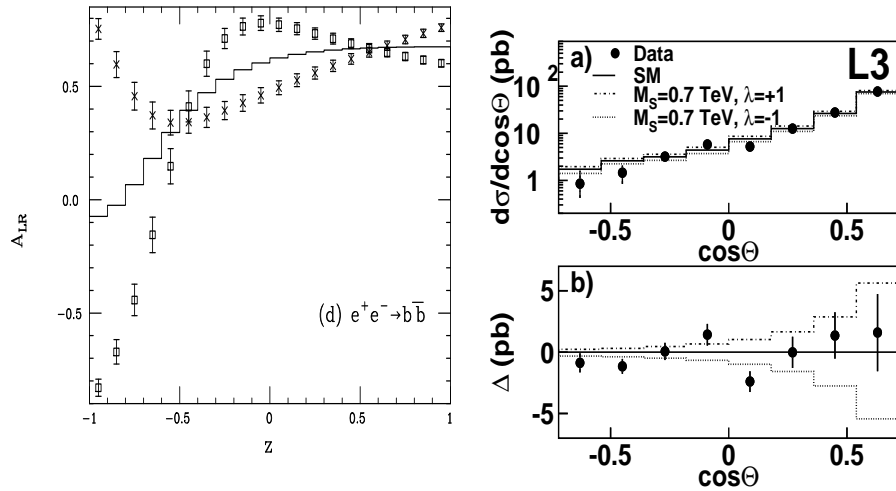 0.5
0.0
−0.5
A_LR
−1
−0.5
0
0.5
1
z
(d) e⁺e⁻→bb̅
a)
L3
Data
SM
M_S=0.7 TeV, λ=+1
M_S=0.7 TeV, λ=-1
10²
10
1
dσ/dcosΘ (pb)
-0.5
0
0.5
cosΘ
b)
5
0
-5
Δ (pb)
-0.5
0
0.5
cosΘ